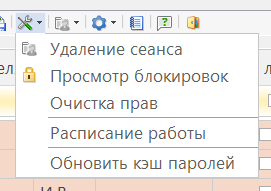 Удаление сеанса
Просмотр блокировок
Очистка прав
Расписание работы
Обновить кэш паролей